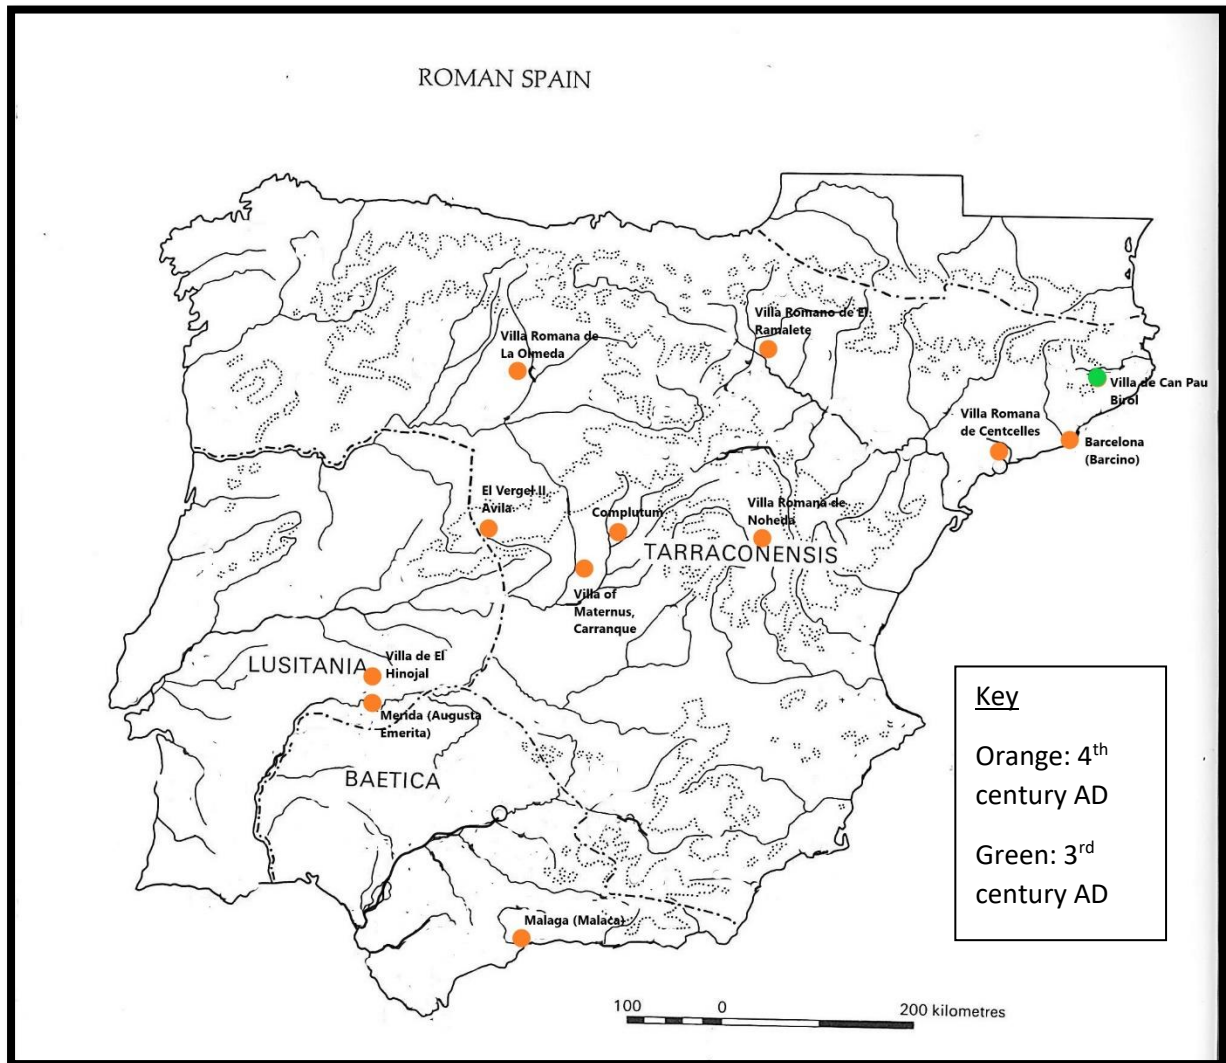 ROMAN SPAIN
Villa Romano de El
Ramalete
Villa Romana de
La Olmeda
Villa de Can Pau
Birol
Villa Romana
de Centcelles
Barcelona
(Barcino)
El Vergel II,
Avila.
Complutum
Villa Romana de
Noheda
TARRACONENSIS
Villa of
Maternus,
Carranque
LUSITANIA
Villa de El
Hinojal
Merida (Augusta
Emerita)
BAETICA
Malaga (Malaca)
Key
Orange: 4th
century AD
Green: 3rd
century AD
100 0 200 kilometres